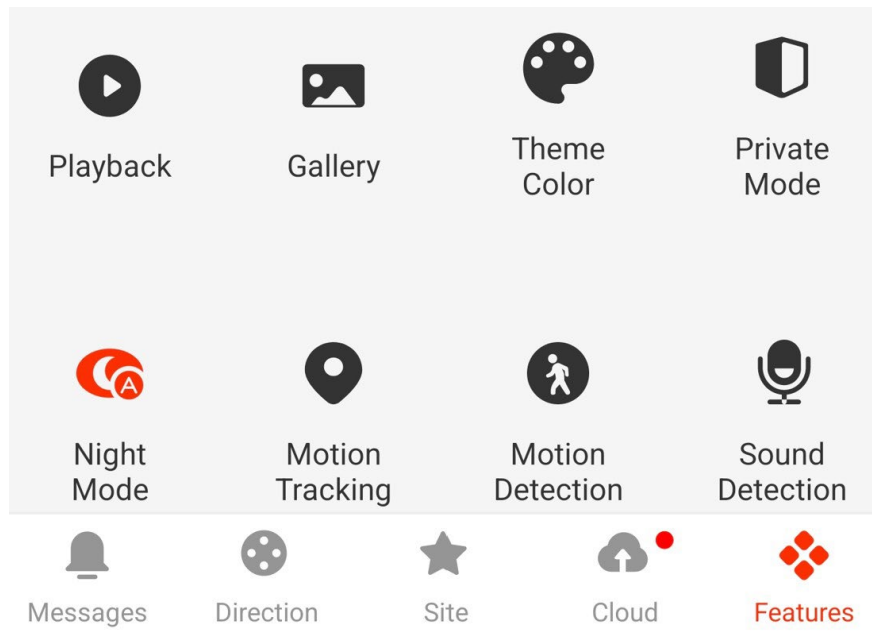 Playback
Gallery
Theme
Color
Private
Mode
Night
Mode
Motion
Tracking
Motion
Detection
Sound
Detection
A
Messages
Direction
Site
Cloud
Features